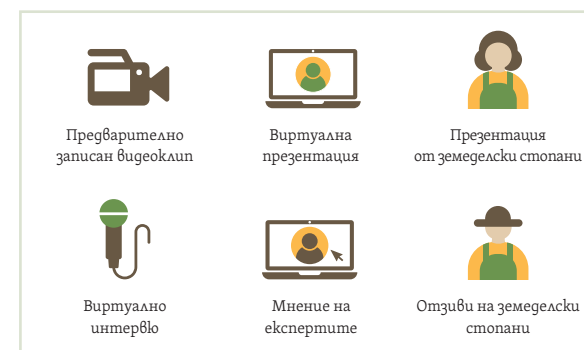 Предварително
записан видеоклип
Виртуална
презентация
Презентация
от земеделски стопани
Виртуално
интервю
Мнение на
експертите
Отзиви на земеделски
стопани